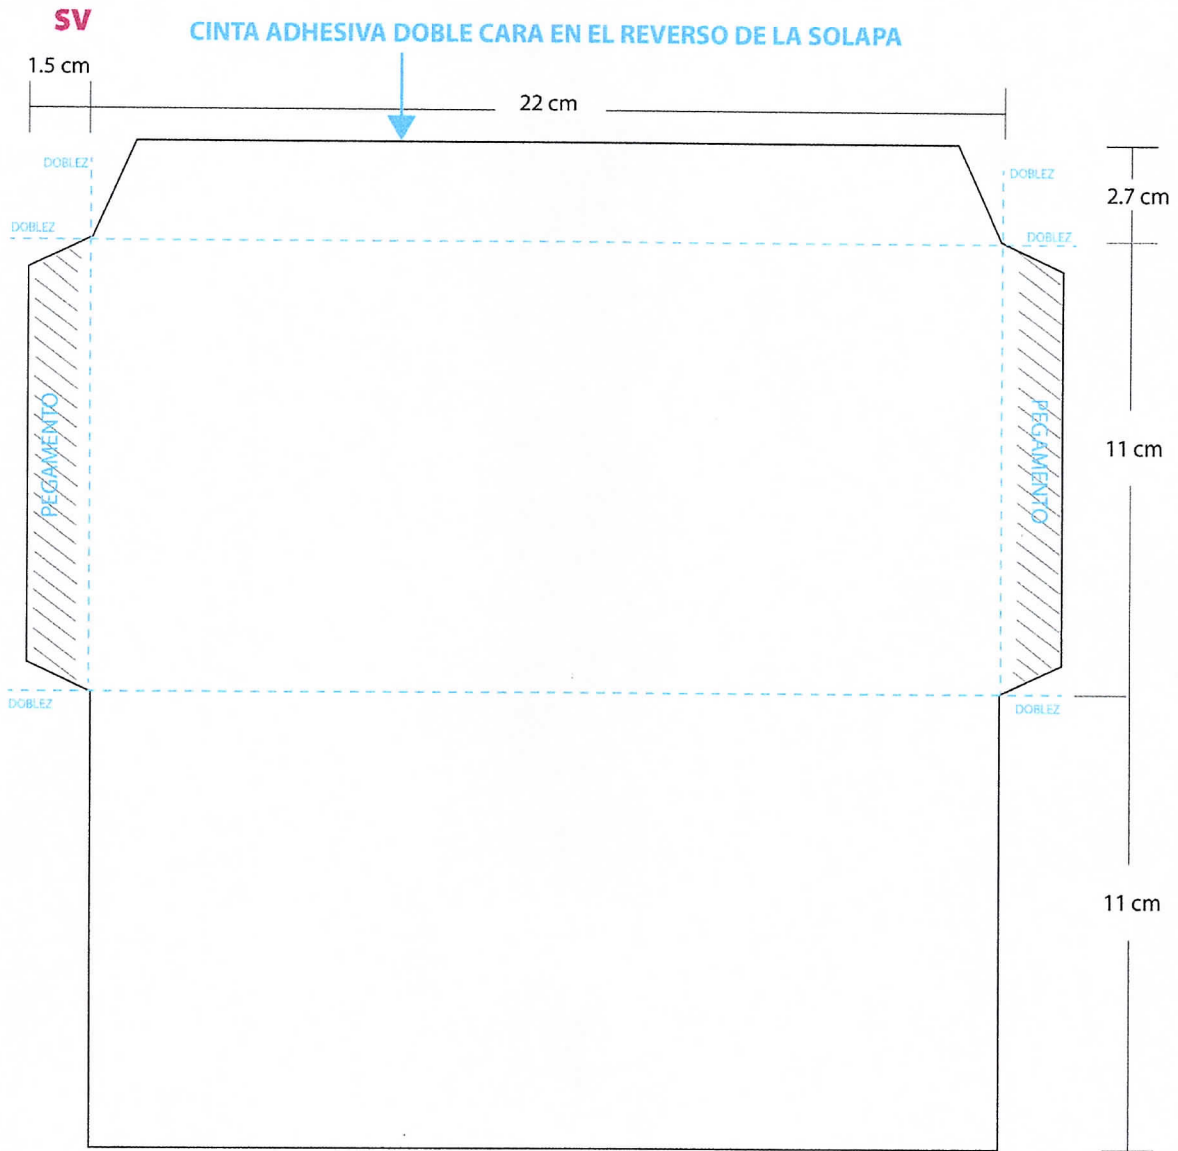 SV
CINTA ADHESIVA DOBLE CARA EN EL REVERSO DE LA SOLAPA
1.5 cm
22 cm
DOBLEZ
DOBLEZ
2.7 cm
DOBLEZ
DOBLEZ
PEGAMENTO
PEGAMENTO
11 cm
DOBLEZ
DOBLEZ
11 cm